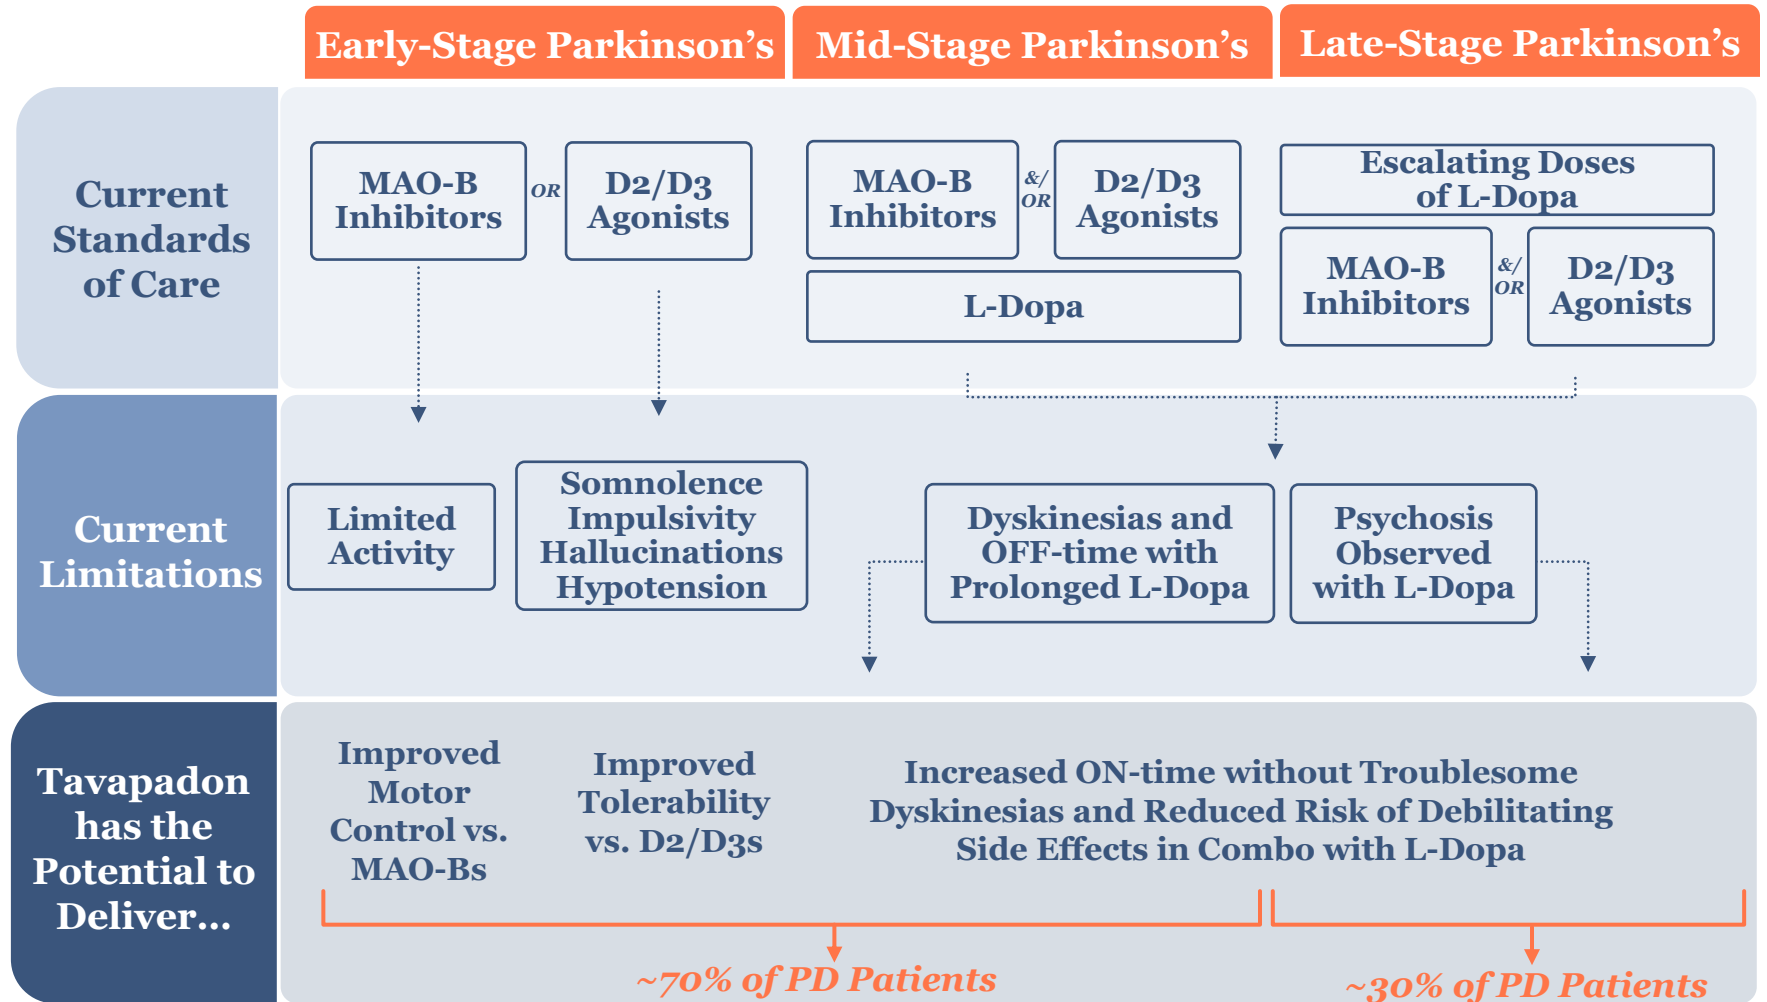 Early-Stage Parkinson's
Mid-Stage Parkinson's
Late-Stage Parkinson's
Current
Standards
of Care
MAO-B
Inhibitors
OR
D2/D3
Agonists
MAO-B
Inhibitors
&/
OR
D2/D3
Agonists
L-Dopa
Escalating Doses
of L-Dopa
MAO-B
Inhibitors
&/
OR
D2/D3
Agonists
Current
Limitations
Limited
Activity
Somnolence
Impulsivity
Hallucinations
Hypotension
Dyskinesias and
OFF-time with
Prolonged L-Dopa
Psychosis
Observed
with L-Dopa
Tavapadon
has the
Potential to
Deliver...
Improved
Motor
Control vs.
MAO-Bs
Improved
Tolerability
vs. D2/D3s
Increased ON-time without Troublesome
Dyskinesias and Reduced Risk of Debilitating
Side Effects in Combo with L-Dopa
~70% of PD Patients
~30% of PD Patients